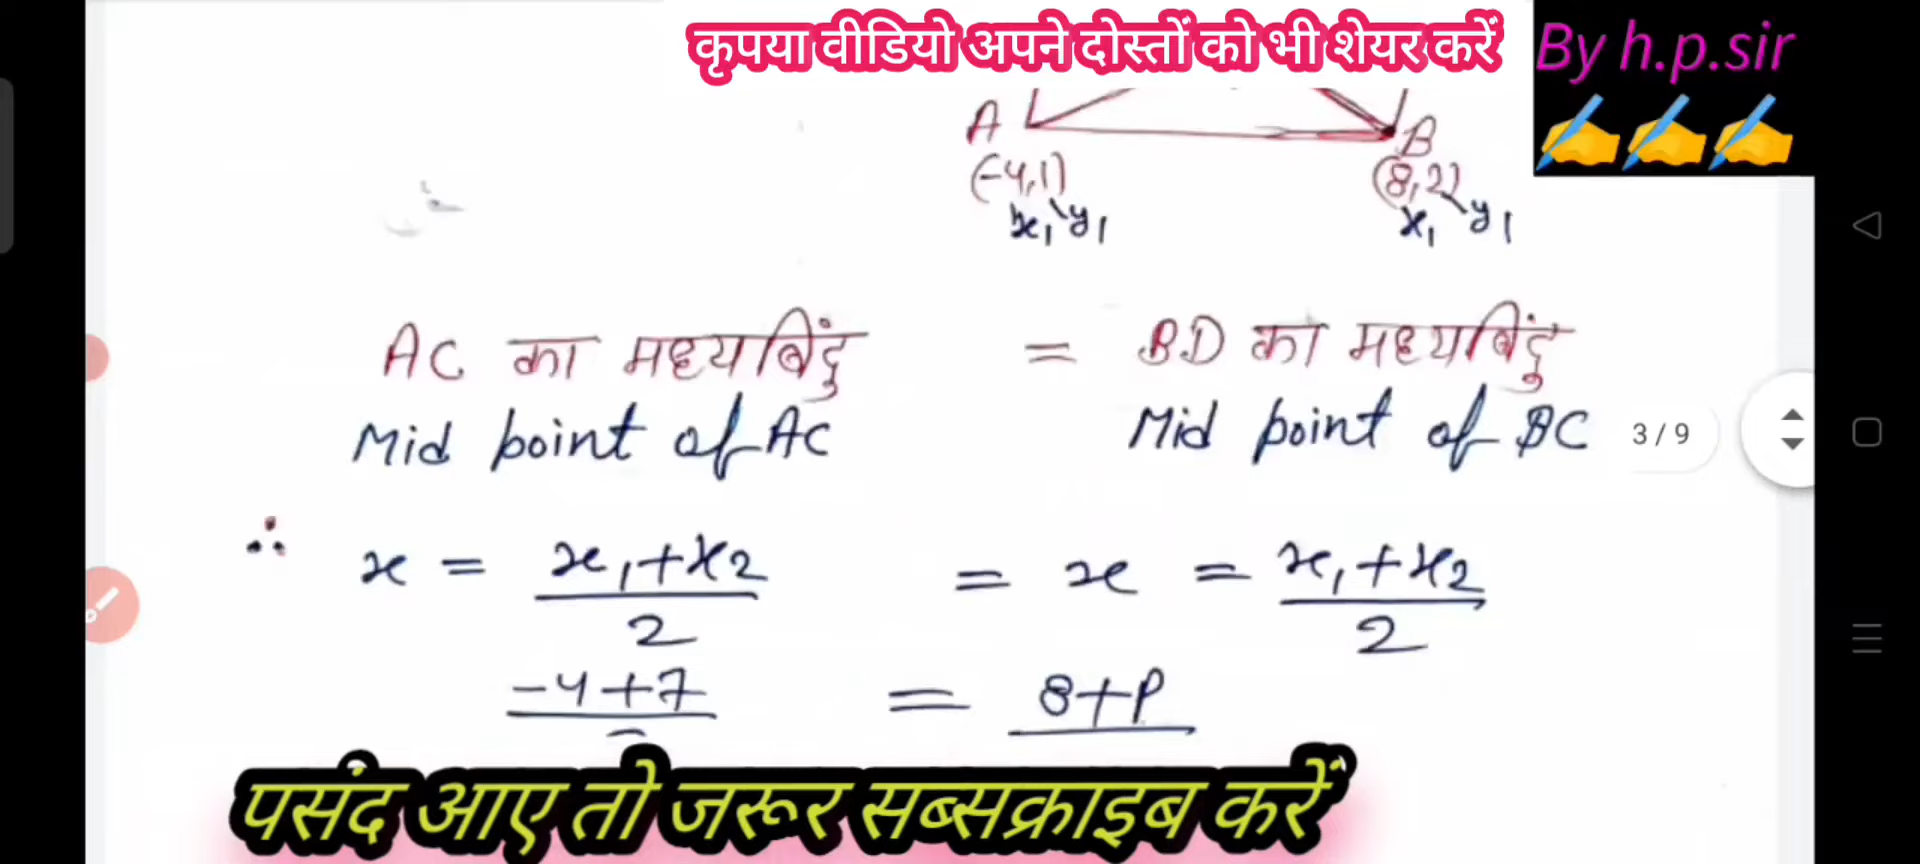 कृपया वीडियो अपने दोस्तों को भी शेयर करें
By h.p.sir
A B
(-4,1) (8,2)
x₁ y₁ x₁ y₁
AC का मध्यबिंदु = BD का मध्यबिंदु
Mid point of AC Mid point of BC
3 / 9
∴ x = x₁+x₂ / 2 = x = x₁+x₂ / 2
-4+7 = 8+P
पसंद आए तो जरूर सब्सक्राइब करें